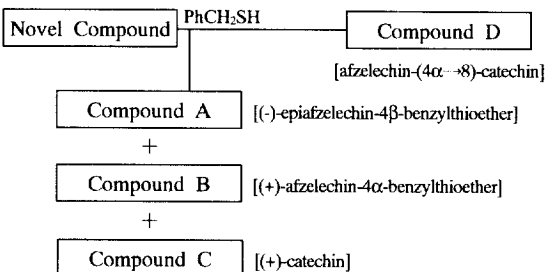 PhCH₂SH
Novel Compound
Compound D
[afzelechin-(4α→8)-catechin]
Compound A [(-)-epiafzelechin-4β-benzylthioether]
+
Compound B [(+)-afzelechin-4α-benzylthioether]
+
Compound C [(+)-catechin]